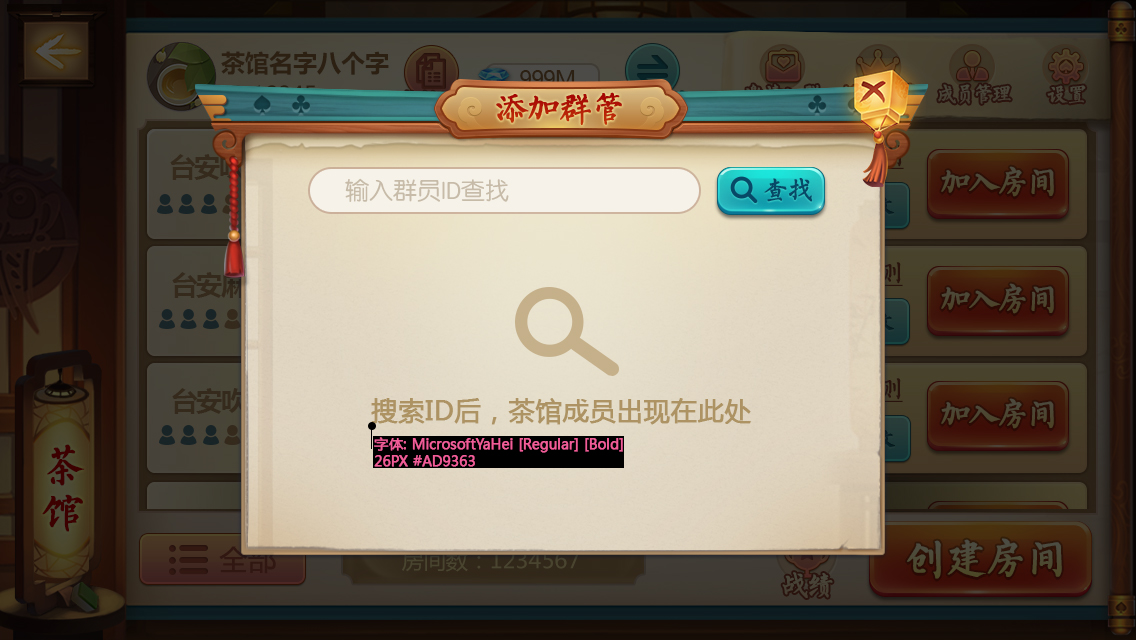 茶馆名字八个字
999M
添加群管
成员管理
设置
输入群员ID查找
查找
台安
加入房间
台安麻
则
加入房间
搜索ID后，茶馆成员出现在此处
字体: MicrosoftYaHei [Regular] [Bold]
26PX #AD9363
台安吹
则
加入房间
茶馆
全部
房间数：1234567
战绩
创建房间